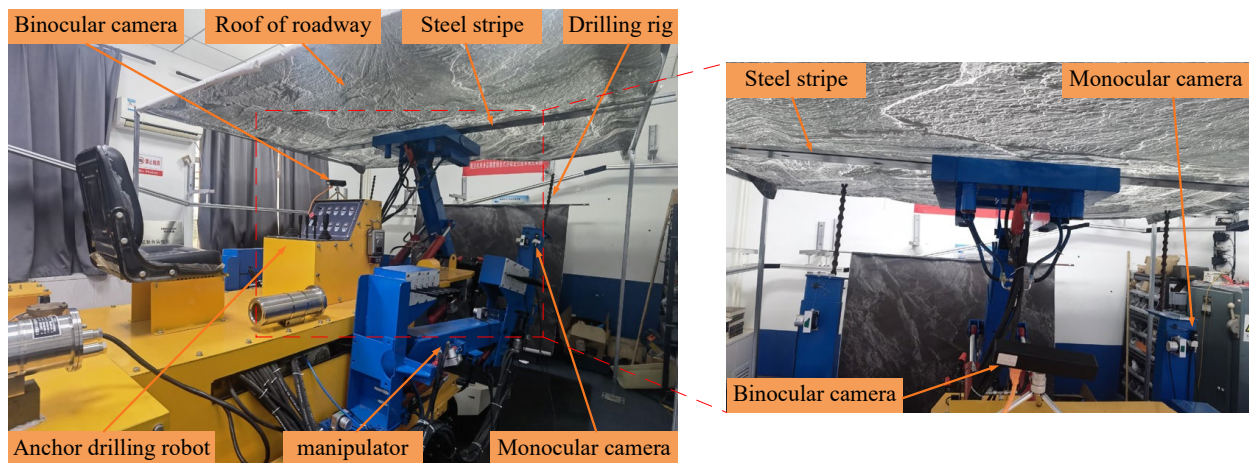 Binocular camera
Roof of roadway
Steel stripe
Drilling rig
Anchor drilling robot
manipulator
Monocular camera
Steel stripe
Monocular camera
Binocular camera